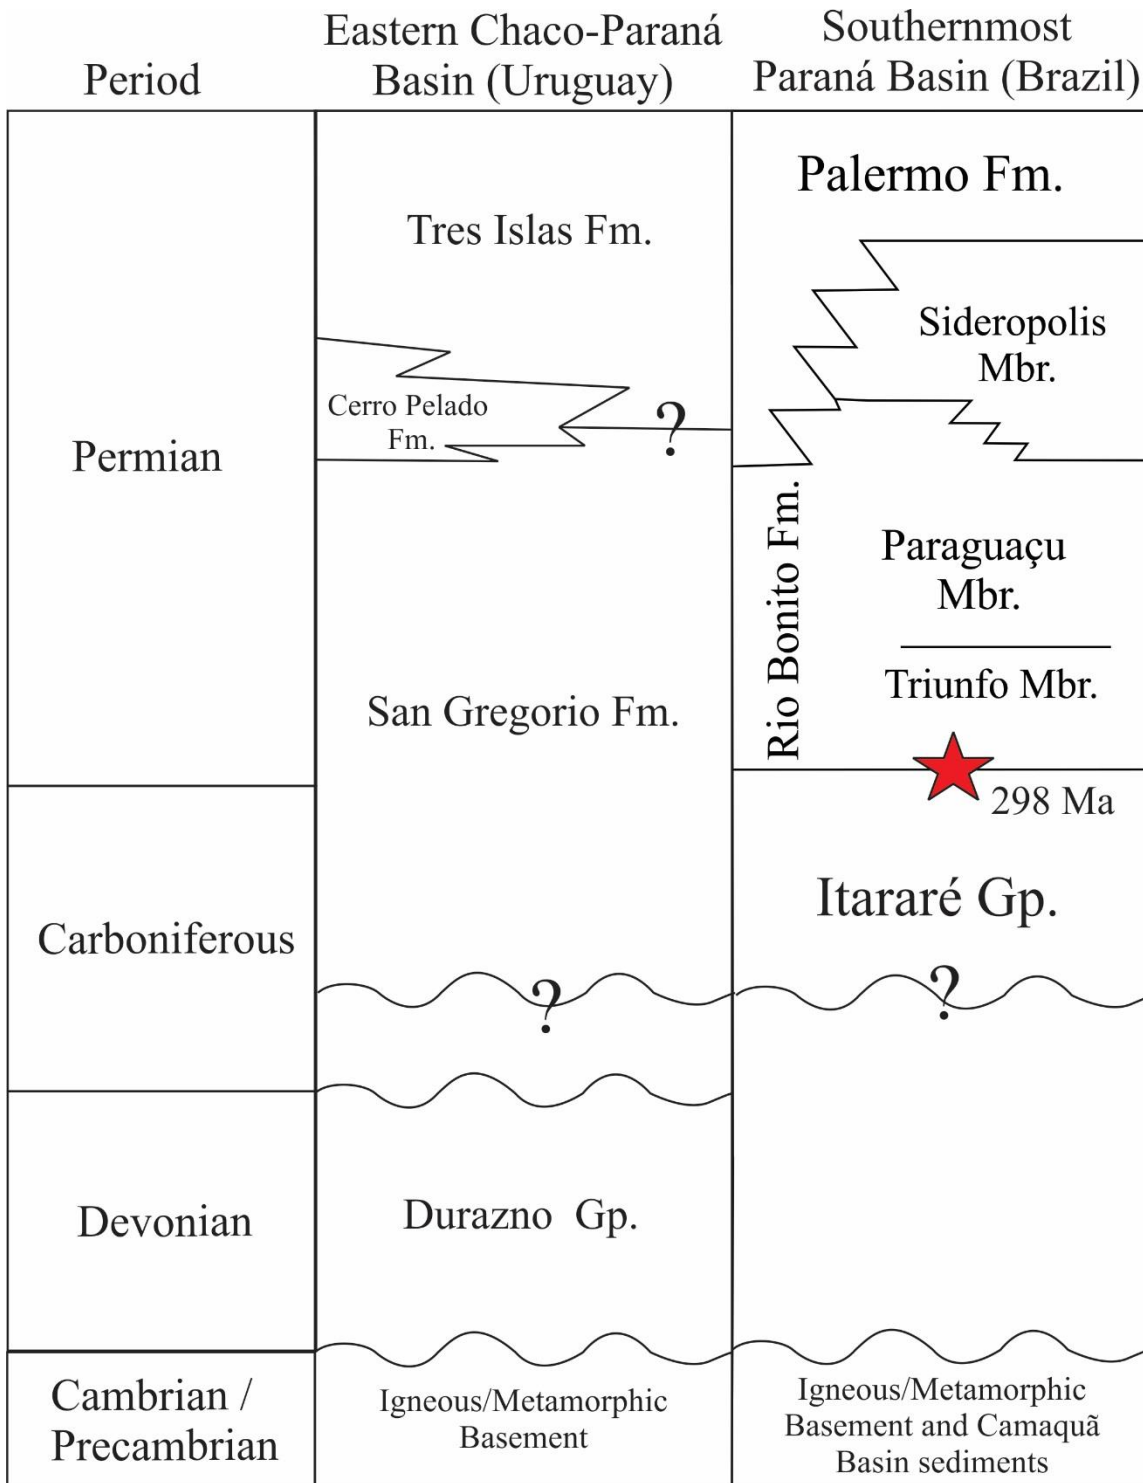 Period
Eastern Chaco-Paraná
Basin (Uruguay)
Southernmost
Paraná Basin (Brazil)
Permian
Carboniferous
Devonian
Cambrian /
Precambrian
Tres Islas Fm.
Cerro Pelado
Fm.
?
San Gregorio Fm.
?
Durazno Gp.
Igneous/Metamorphic
Basement
Palermo Fm.
Sideropolis
Mbr.
Rio Bonito Fm.
Paraguaçu
Mbr.
Triunfo Mbr.
298 Ma
Itararé Gp.
?
Igneous/Metamorphic
Basement and Camaquã
Basin sediments